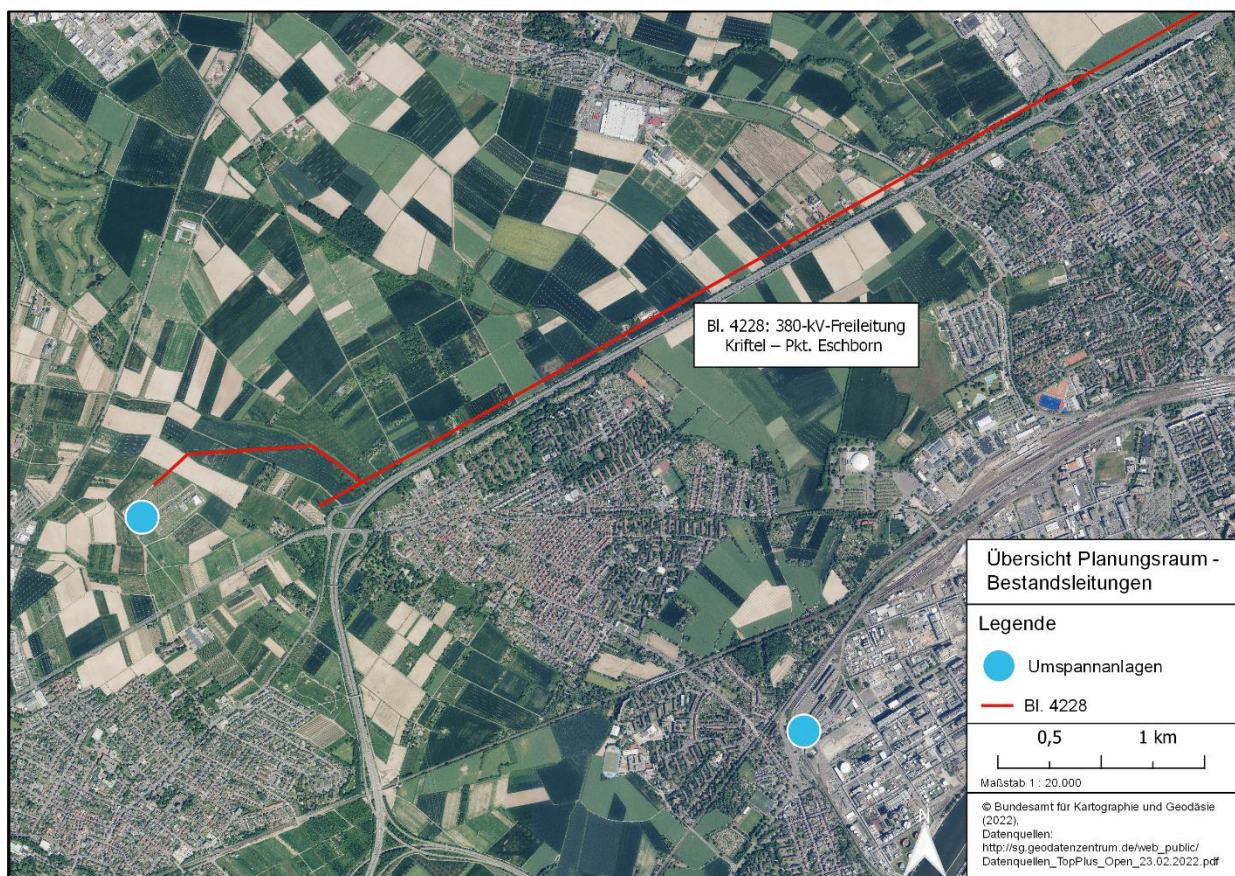 Bl. 4228: 380-kV-Freileitung
Kriftel – Pkt. Eschborn
Übersicht Planungsraum -
Bestandsleitungen
Legende
Umspannanlagen
Bl. 4228
0,5 1 km
Maßstab 1 : 20.000
© Bundesamt für Kartographie und Geodäsie
(2022),
Datenquellen:
http://sg.geodatenzentrum.de/web_public/
Datenquellen_TopPlus_Open_23.02.2022.pdf